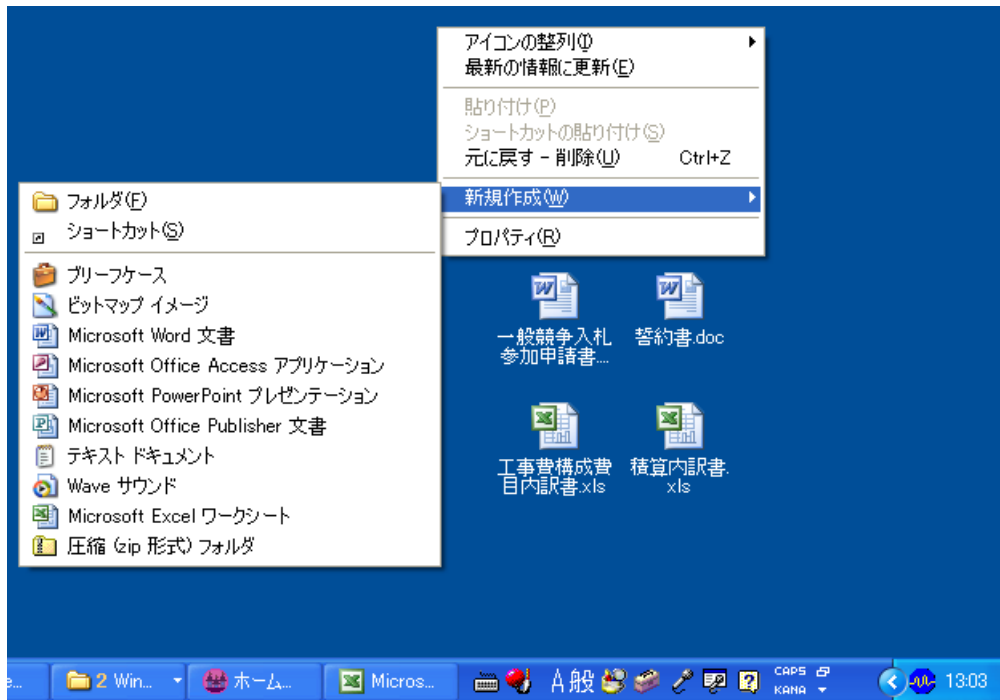 アイコンの整列(I)
最新の情報に更新(E)
貼り付け(P)
ショートカットの貼り付け(S)
元に戻す - 削除(U) Ctrl+Z
新規作成(W)
プロパティ(R)
フォルダ(F)
ショートカット(S)
ブリーフケース
ビットマップ イメージ
Microsoft Word 文書
Microsoft Office Access アプリケーション
Microsoft PowerPoint プレゼンテーション
Microsoft Office Publisher 文書
テキスト ドキュメント
Wave サウンド
Microsoft Excel ワークシート
圧縮 (zip 形式) フォルダ
一般競争入札
参加申請書...
誓約書.doc
工事費構成費
目内訳書.xls
積算内訳書.
xls
e... 2 Win... ホーム... Micros... A 般 CAPS KANA 13:03